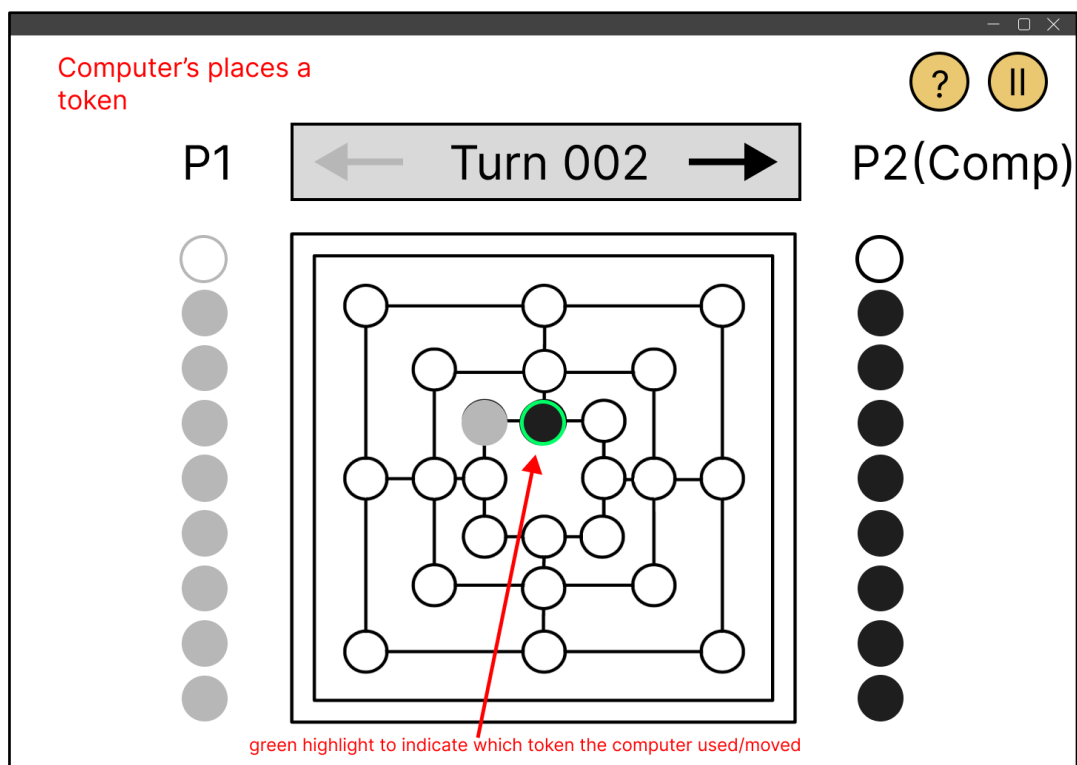 Computer's places a
token
?
P1
Turn 002
P2(Comp)
green highlight to indicate which token the computer used/moved